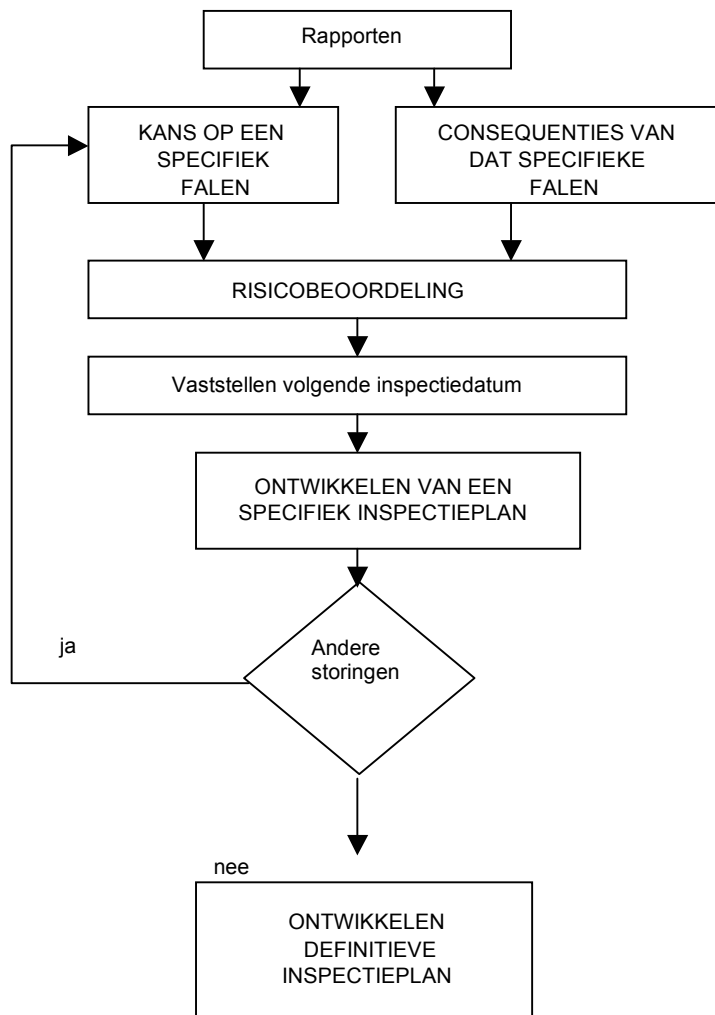 Rapporten
KANS OP EEN
SPECIFIEK
FALEN
CONSEQUENTIES VAN
DAT SPECIFIEKE
FALEN
RISICOBEOORDELING
Vaststellen volgende inspectiedatum
ONTWIKKELEN VAN EEN
SPECIFIEK INSPECTIEPLAN
ja
Andere
storingen
nee
ONTWIKKELEN
DEFINITIEVE
INSPECTIEPLAN